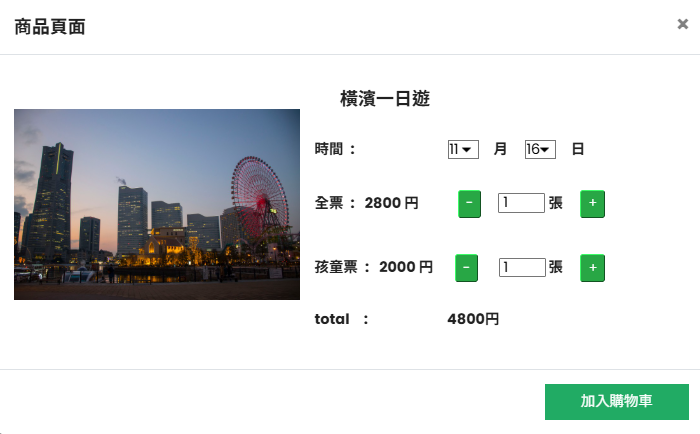 商品頁面 ×
橫濱一日遊
時間 : 11 月 16 日
全票 : 2800 円 - 1 張 +
孩童票 : 2000 円 - 1 張 +
total : 4800円
加入購物車